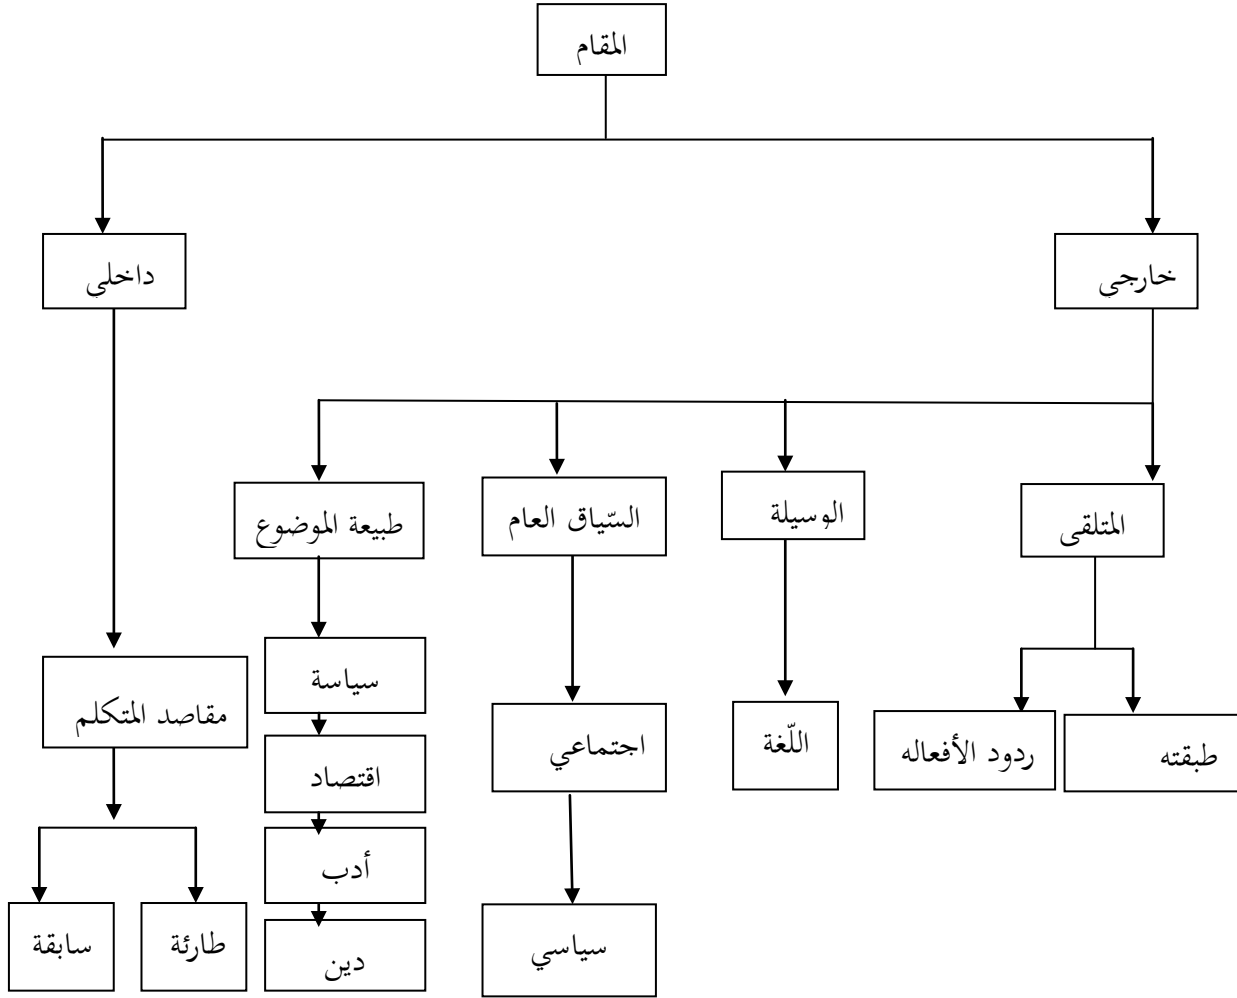 المقام
خارجي
داخلي
المتلقي
الوسيلة
السّياق العام
طبيعة الموضوع
طبقته
ردود الأفعاله
اللّغة
اجتماعي
سياسي
سياسة
اقتصاد
أدب
دين
مقاصد المتكلم
طارئة
سابقة